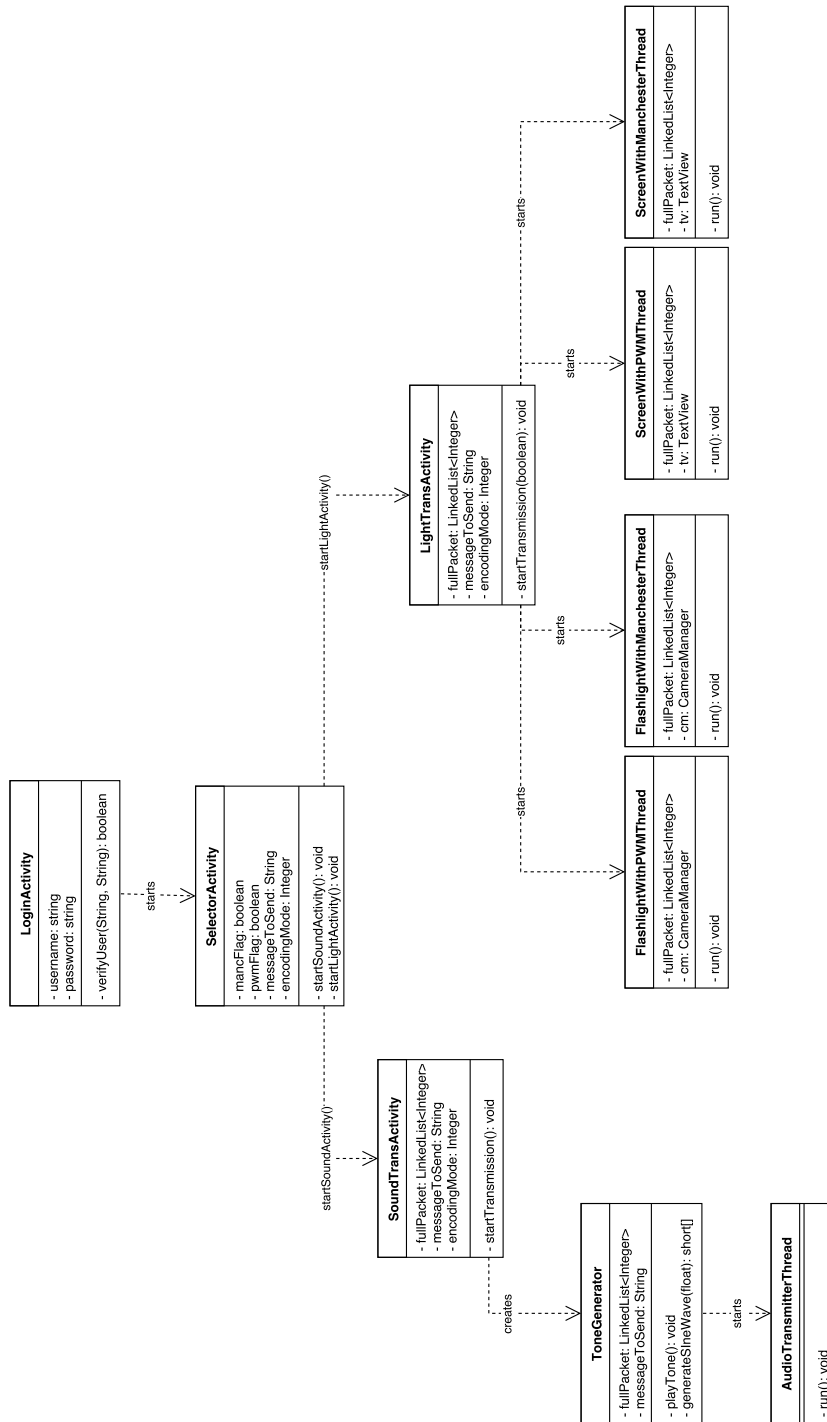 LoginActivity
- username: string
- password: string
- verifyUser(String, String): boolean
starts
SelectorActivity
- mancFlag: boolean
- pwmFlag: boolean
- messageToSend: String
- encodingMode: Integer
- startSoundActivity(): void
- startLightActivity(): void
startSoundActivity()
startLightActivity()
SoundTransActivity
- fullPacket: LinkedList<Integer>
- messageToSend: String
- encodingMode: Integer
- startTransmission(): void
LightTransActivity
- fullPacket: LinkedList<Integer>
- messageToSend: String
- encodingMode: Integer
- startTransmission(boolean): void
creates
starts
starts
starts
starts
ToneGenerator
- fullPacket: LinkedList<Integer>
- messageToSend: String
- playTone(): void
- generateSIneWave(float): short[]
FlashlightWithPWMThread
- fullPacket: LinkedList<Integer>
- cm: CameraManager
- run(): void
FlashlightWithManchesterThread
- fullPacket: LinkedList<Integer>
- cm: CameraManager
- run(): void
ScreenWithPWMThread
- fullPacket: LinkedList<Integer>
- tv: TextView
- run(): void
ScreenWithManchesterThread
- fullPacket: LinkedList<Integer>
- tv: TextView
- run(): void
starts
AudioTransmitterThread
- run(): void